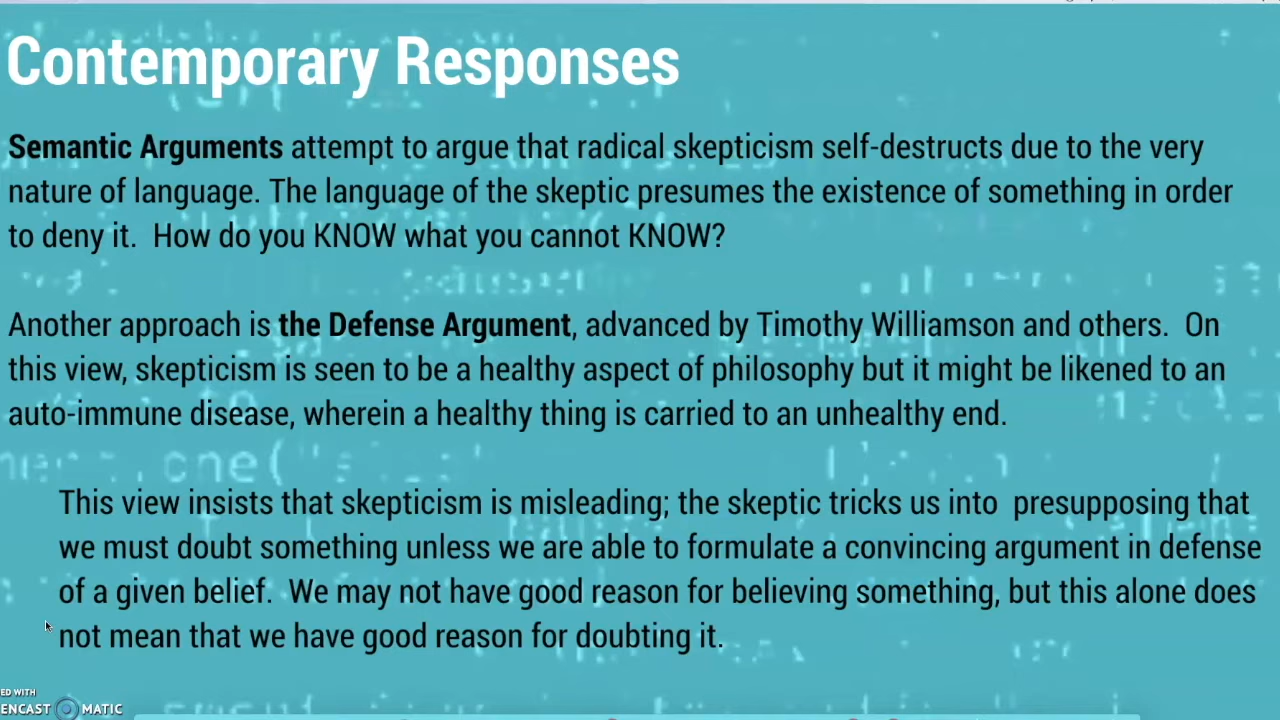 Contemporary Responses
Semantic Arguments attempt to argue that radical skepticism self-destructs due to the very
nature of language. The language of the skeptic presumes the existence of something in order
to deny it.  How do you KNOW what you cannot KNOW?
Another approach is the Defense Argument, advanced by Timothy Williamson and others.  On
this view, skepticism is seen to be a healthy aspect of philosophy but it might be likened to an
auto-immune disease, wherein a healthy thing is carried to an unhealthy end.
one("
This view insists that skepticism is misleading; the skeptic tricks us into  presupposing that
we must doubt something unless we are able to formulate a convincing argument in defense
of a given belief.  We may not have good reason for believing something, but this alone does
not mean that we have good reason for doubting it.
ED WITH
ENCAST MATIC